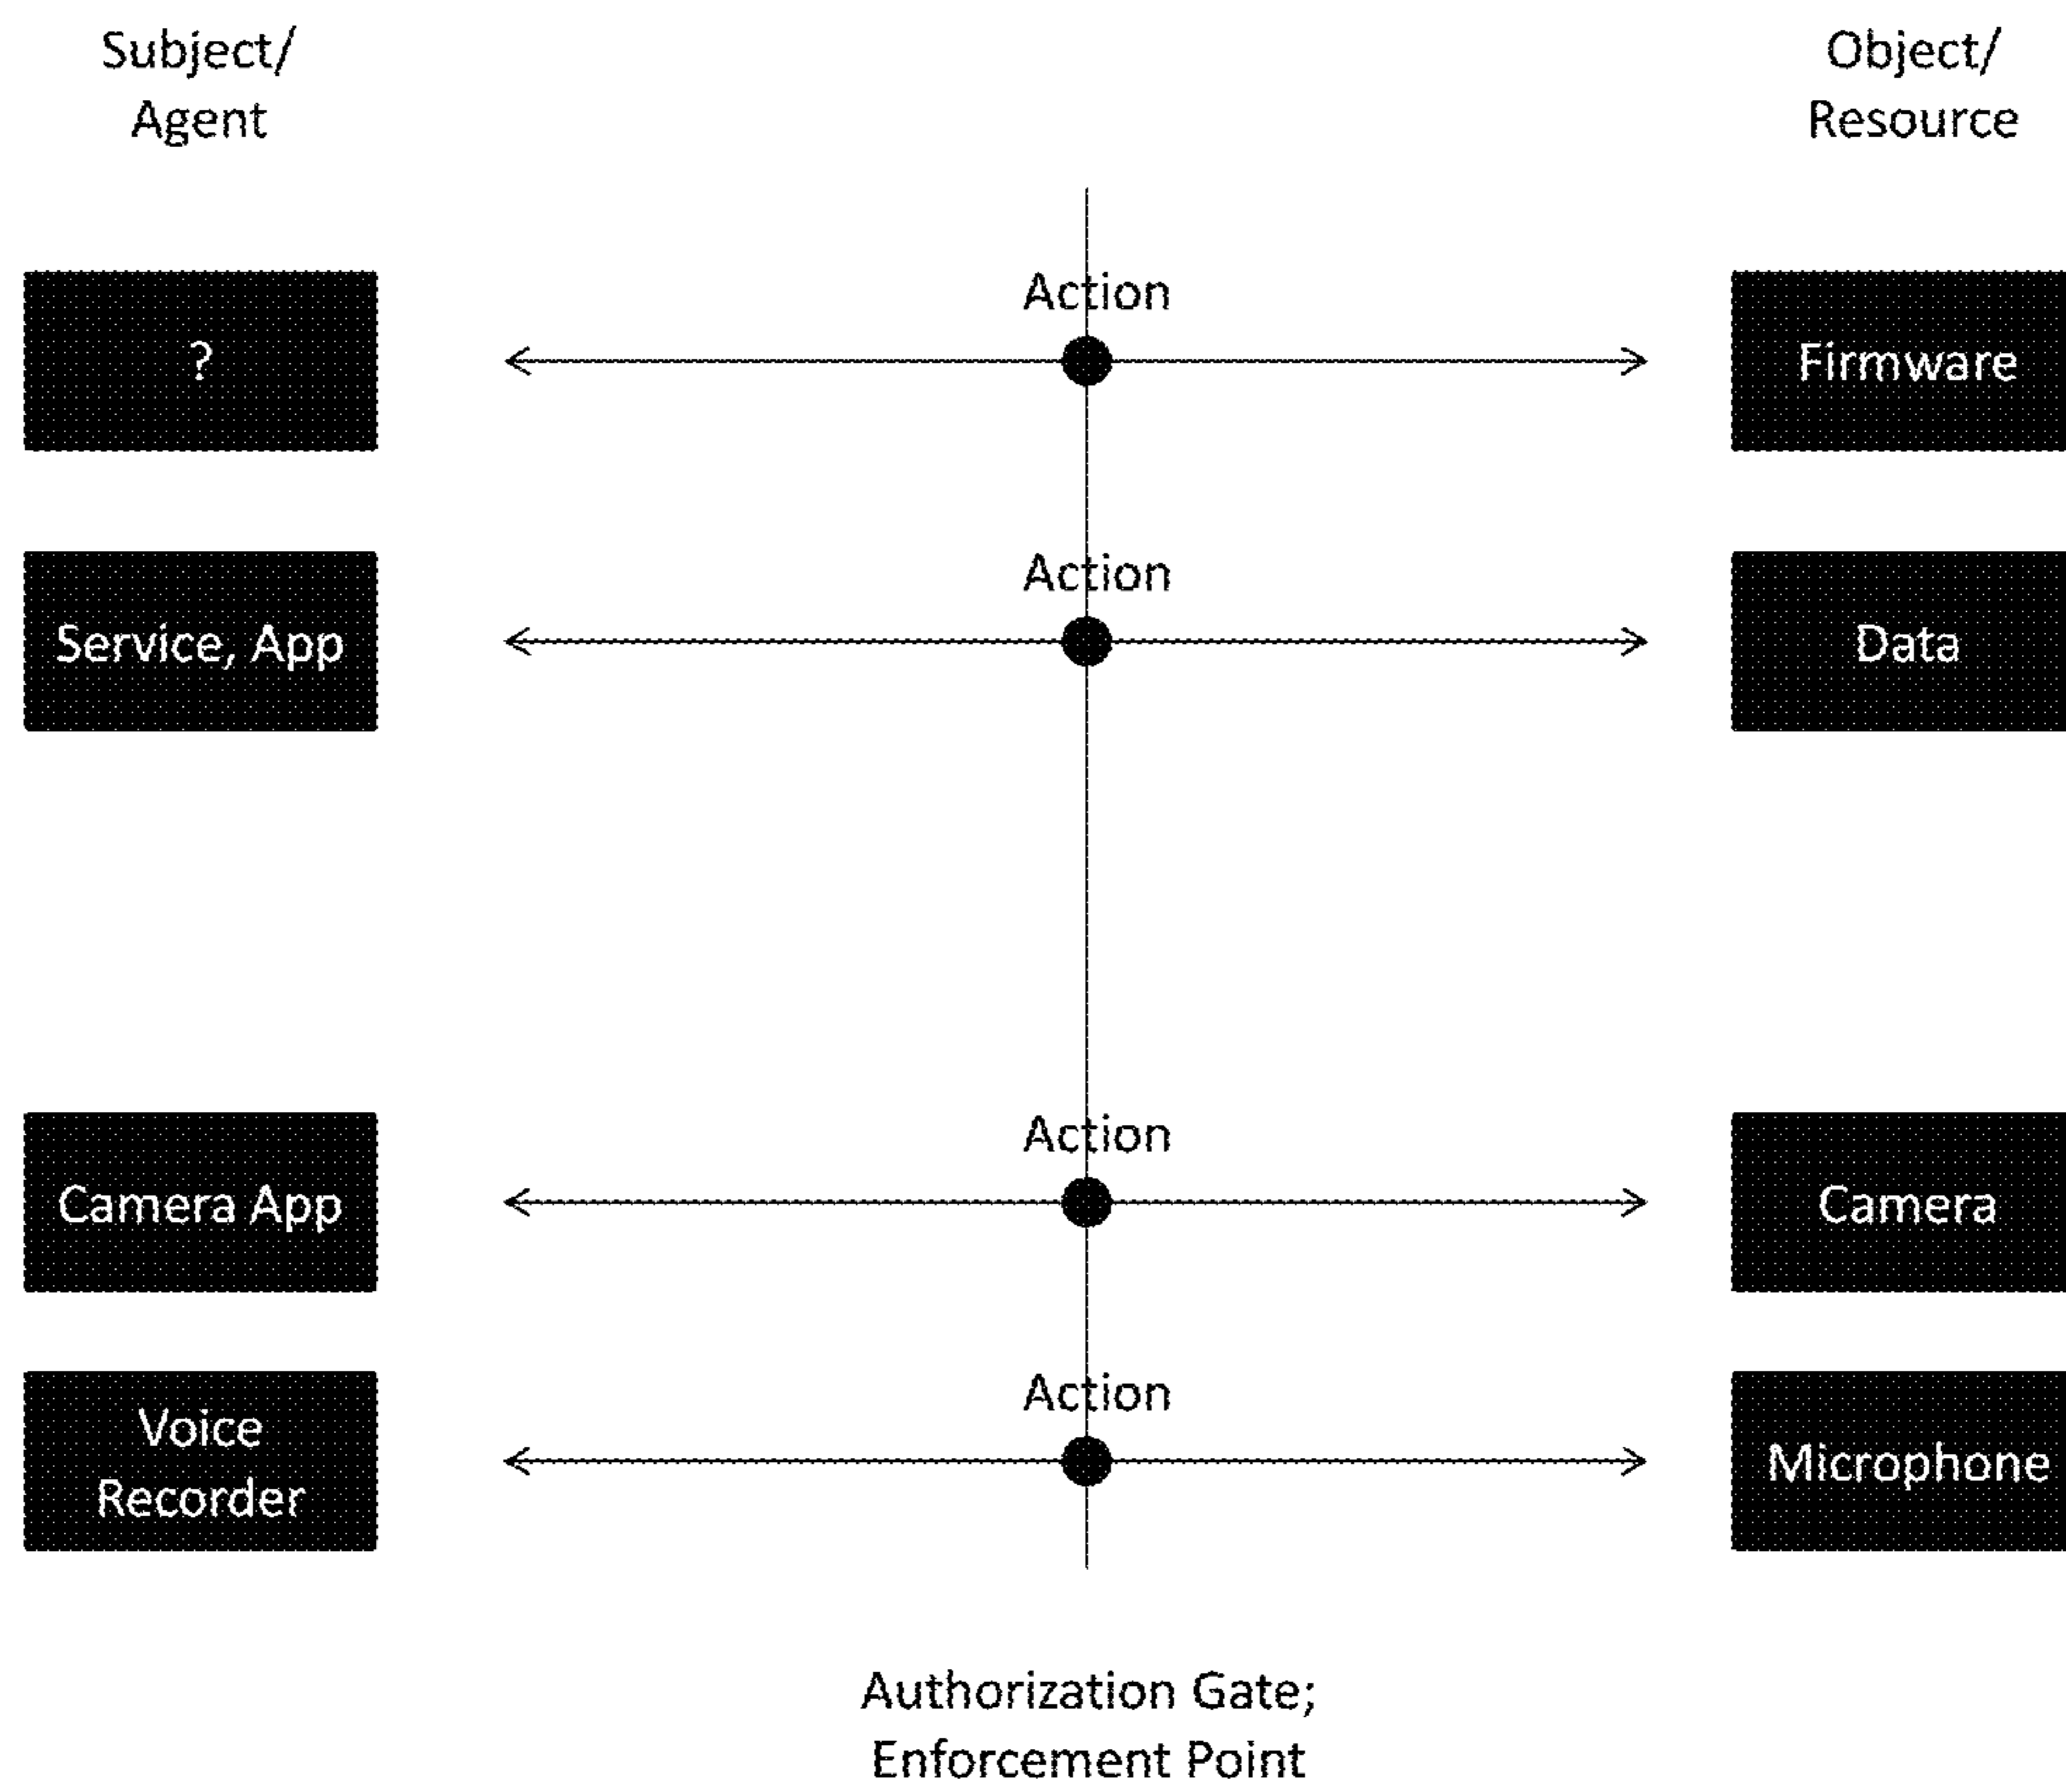 Subject/
Agent
Object/
Resource
Action
?
Firmware
Action
Service, App
Data
Action
Camera App
Camera
Action
Voice
Recorder
Microphone
Authorization Gate;
Enforcement Point